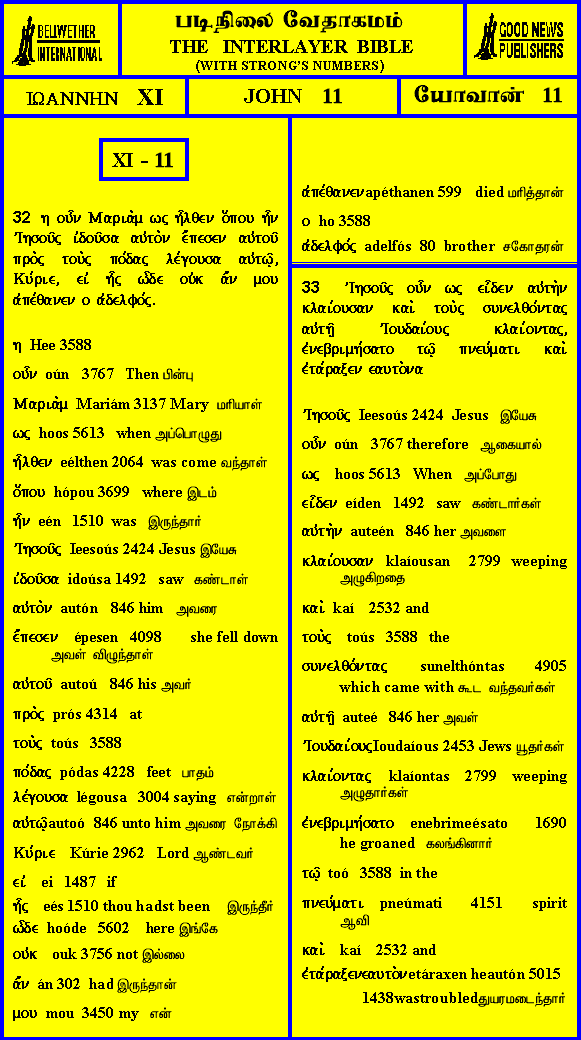 BELLWETHER
INTERNATIONAL
படிநிலை வேதாகமம்
THE INTERLAYER BIBLE
(WITH STRONG'S NUMBERS)
GOOD NEWS
PUBLISHERS
ΙΩΑΝΝΗΝ XI
JOHN 11
யோவான் 11
XI - 11
32 η οὖν Μαριὰμ ως ἦλθεν ὅπου ἦν
Ἰησοῦς ἰδοῦσα αὐτὸν ἔπεσεν αὐτοῦ
πρὸς τοὺς πόδας λέγουσα αὐτῶ,
Κύριε, εἰ ἦς ὧδε οὐκ ἄν μου
ἀπέθανεν ο ἀδελφός.
η Hee 3588
οὖν oún 3767 Then பின்பு
Μαριὰμ Mariám 3137 Mary மரியாள்
ως hoos 5613 when அப்பொழுது
ἦλθεν eélthen 2064 was come வந்தாள்
ὅπου hópou 3699 where இடம்
ἦν eén 1510 was இருந்தார்
Ἰησοῦς Ieesoús 2424 Jesus இயேசு
ἰδοῦσα idoúsa 1492 saw கண்டாள்
αὐτὸν autón 846 him அவரை
ἔπεσεν épesen 4098 she fell down
அவள் விழுந்தாள்
αὐτοῦ autoú 846 his அவர்
πρὸς prós 4314 at
τοὺς toús 3588
πόδας pódas 4228 feet பாதம்
λέγουσα légousa 3004 saying என்றாள்
αὐτῶ autoó 846 unto him அவரை நோக்கி
Κύριε Kúrie 2962 Lord ஆண்டவர்
εἰ ei 1487 if
ἦς eés 1510 thou hadst been இருந்தீர்
ὧδε hoóde 5602 here இங்கே
οὐκ ouk 3756 not இல்லை
ἄν án 302 had இருந்தான்
μου mou 3450 my என்
ἀπέθανεν apéthanen 599 died மரித்தான்
ο ho 3588
ἀδελφός adelfós 80 brother சகோதரன்
33 Ἰησοῦς οὖν ως εἶδεν αὐτὴν
κλαίουσαν καὶ τοὺς συνελθόντας
αὐτῆ Ἰουδαίους κλαίοντας,
ἐνεβριμήσατο τῶ πνεύματι καὶ
ἐτάραξεν εαυτὸνα
Ἰησοῦς Ieesoús 2424 Jesus இயேசு
οὖν oún 3767 therefore ஆகையால்
ως hoos 5613 When அப்போது
εἶδεν eíden 1492 saw கண்டார்கள்
αὐτὴν auteén 846 her அவளை
κλαίουσαν klaíousan 2799 weeping
அழுகிறதை
καὶ kaí 2532 and
τοὺς toús 3588 the
συνελθόντας sunelthóntas 4905
which came with கூட வந்தவர்கள்
αὐτῆ auteé 846 her அவள்
Ἰουδαίους Ioudaíous 2453 Jews யூதர்கள்
κλαίοντας klaíontas 2799 weeping
அழுதார்கள்
ἐνεβριμήσατο enebrimeésato 1690
he groaned கலங்கினார்
τῶ toó 3588 in the
πνεύματι pneúmati 4151 spirit
ஆவி
καὶ kaí 2532 and
ἐτάραξενεαυτὸν etáraxen heautón 5015
1438 was troubled துயரமடைந்தார்